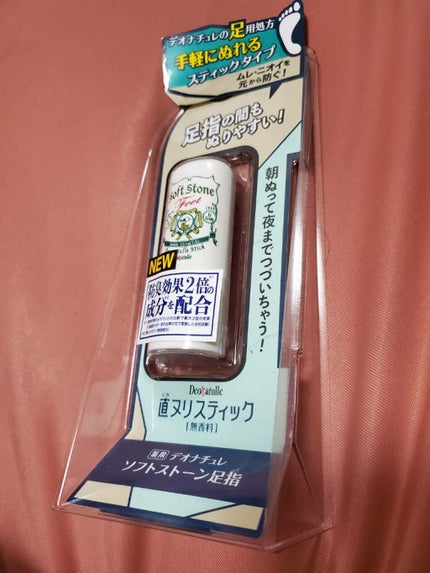 デオナチュレの足用処方
手軽にぬれる
スティックタイプ
ムレ・ニオイを
元から防ぐ!
足指の間も
ぬりやすい!
朝ぬって夜までつづいちゃう!
Soft Stone
Feet
NEW
防臭効果2倍の
成分を配合
Deonatulle
直ヌリスティック
[無香料]
薬用 デオナチュレ
ソフトストーン足指